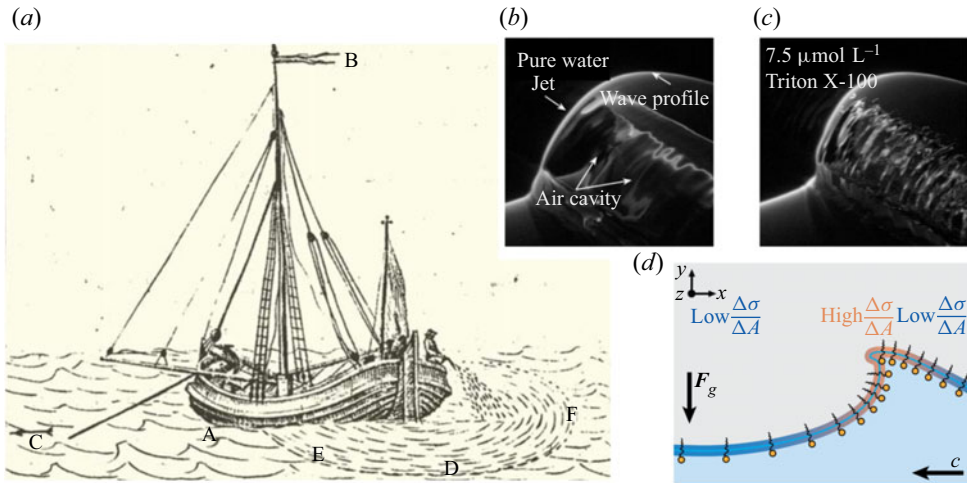 (a)
B
C
A
E
D
F
(b)
Pure water
Jet
Wave profile
Air cavity
(c)
7.5 μmol L⁻¹
Triton X-100
(d)
y
z x
Low Δσ/ΔA High Δσ/ΔA Low Δσ/ΔA
F_g
c